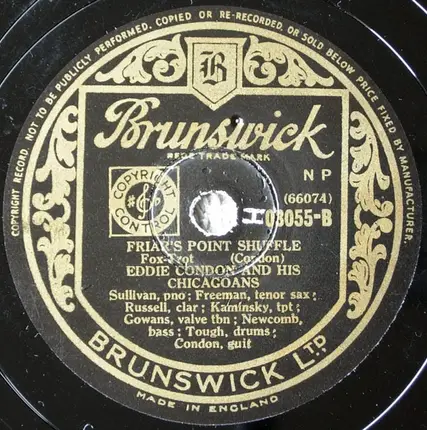 COPYRIGHT RECORD NOT TO BE PUBLICLY PERFORMED, COPIED OR RE-RECORDED, OR SOLD BELOW PRICE FIXED BY MANUFACTURER.
B
Brunswick
REGD TRADE MARK
NP
COPYRIGHT CONTROL
(66074)
03055-B
FRIAR'S POINT SHUFFLE
Fox-Trot (Condon)
EDDIE CONDON AND HIS
CHICAGOANS
Sullivan, pno; Freeman, tenor sax;
Russell, clar; Kaminsky, tpt;
Gowans, valve tbn; Newcomb,
bass; Tough, drums;
Condon, guit
BRUNSWICK LTD
MADE IN ENGLAND